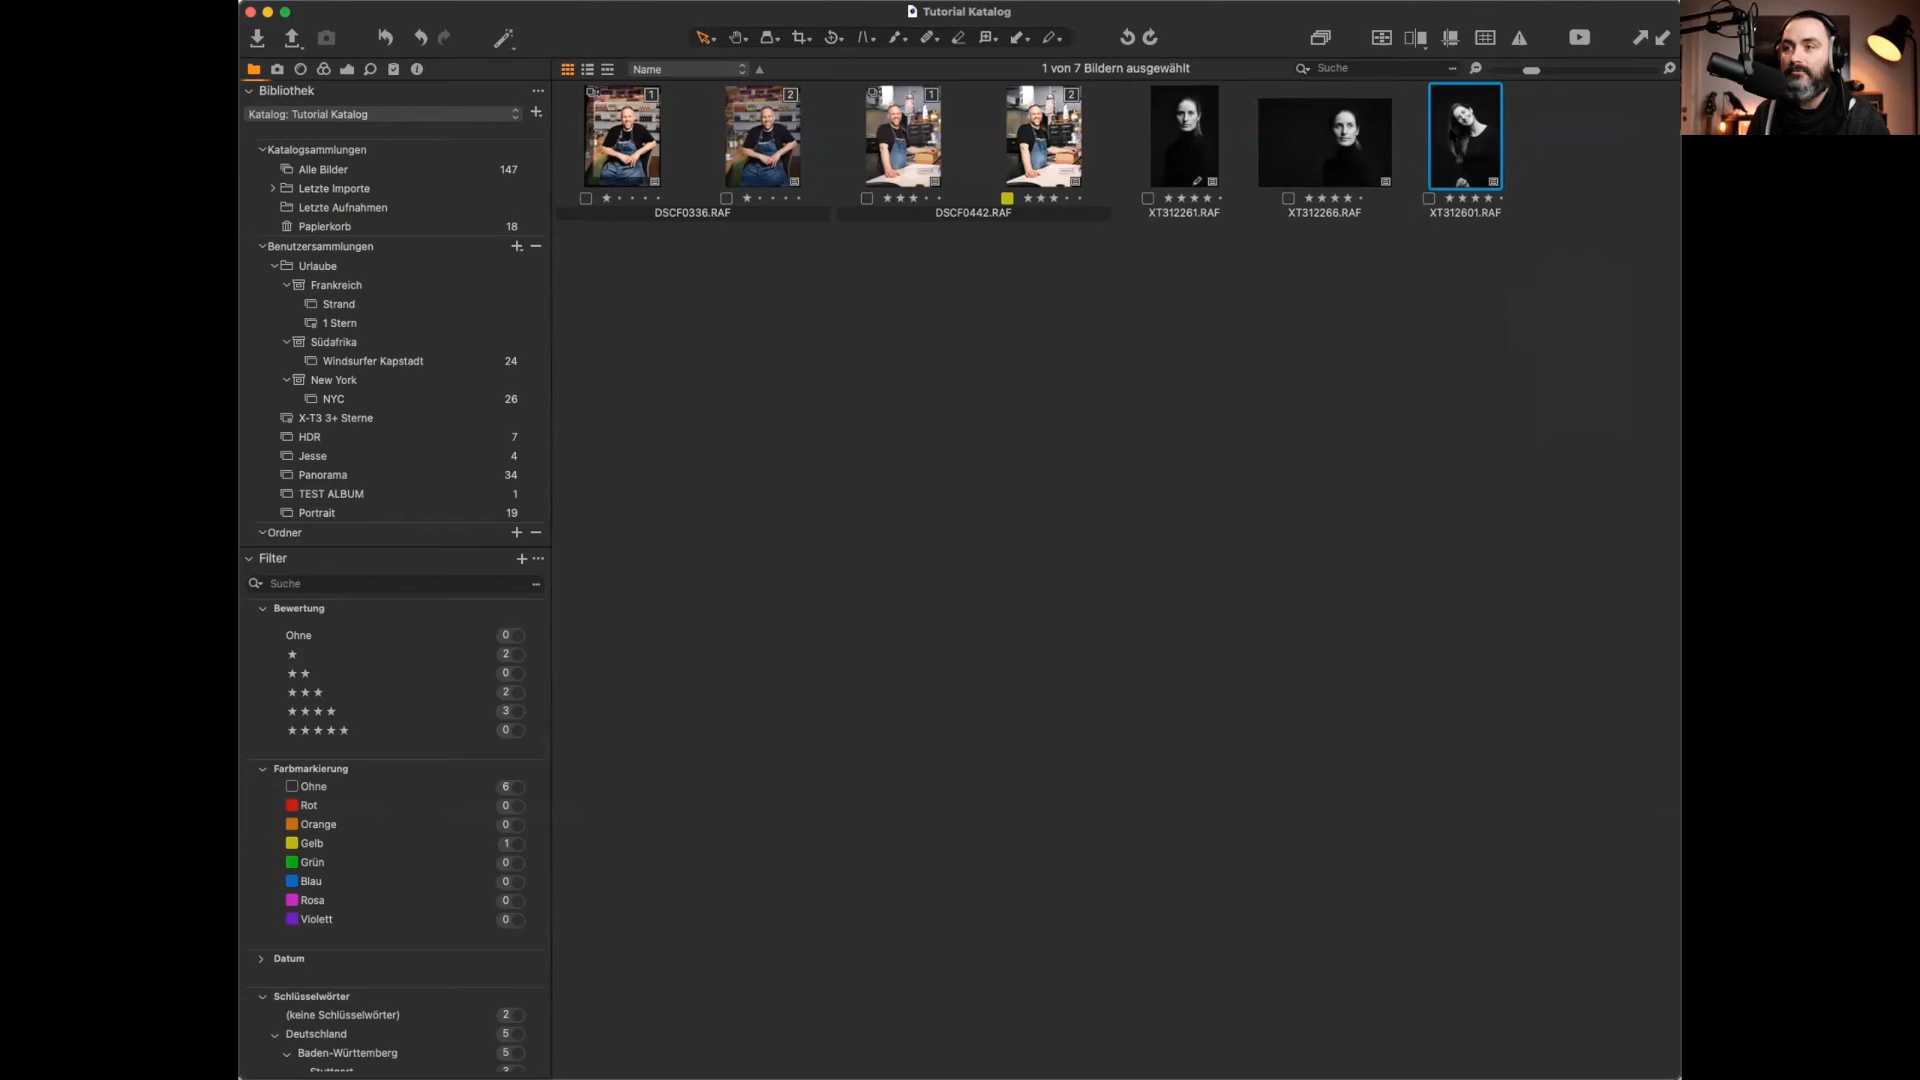 Tutorial Katalog
Name
1 von 7 Bildern ausgewählt
Suche
Bibliothek
Katalog: Tutorial Katalog
Katalogsammlungen
Alle Bilder 147
Letzte Importe
Letzte Aufnahmen
Papierkorb 18
Benutzersammlungen
Urlaube
Frankreich
Strand
1 Stern
Südafrika
Windsurfer Kapstadt 24
New York
NYC 26
X-T3 3+ Sterne
HDR 7
Jesse 4
Panorama 34
TEST ALBUM 1
Portrait 19
Ordner
Filter
Suche
Bewertung
Ohne 0
★ 2
★★ 0
★★★ 2
★★★★ 3
★★★★★ 0
Farbmarkierung
Ohne 6
Rot 0
Orange 0
Gelb 1
Grün 0
Blau 0
Rosa 0
Violett 0
Datum
Schlüsselwörter
(keine Schlüsselwörter) 2
Deutschland 5
Baden-Württemberg 5
Stuttgart
1 2 1 2
DSCF0336.RAF DSCF0442.RAF XT312261.RAF XT312266.RAF XT312601.RAF